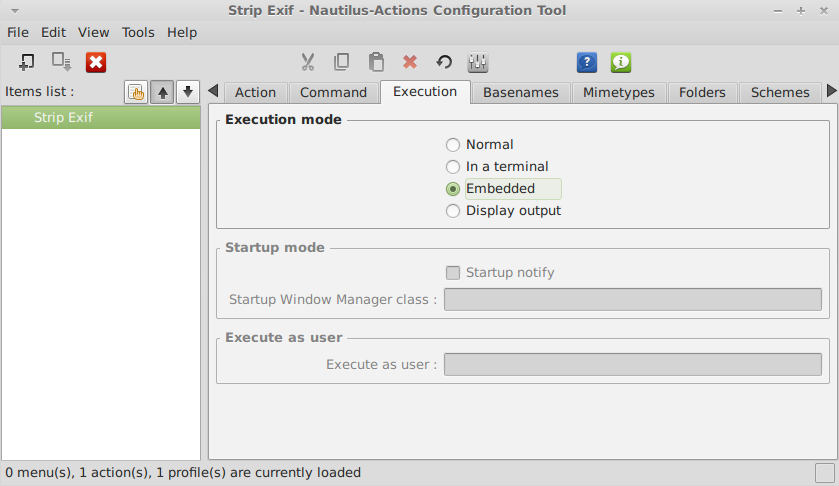 Strip Exif - Nautilus-Actions Configuration Tool
File Edit View Tools Help
Items list :
Action Command Execution Basenames Mimetypes Folders Schemes
Strip Exif
Execution mode
Normal
In a terminal
Embedded
Display output
Startup mode
Startup notify
Startup Window Manager class :
Execute as user
Execute as user :
0 menu(s), 1 action(s), 1 profile(s) are currently loaded